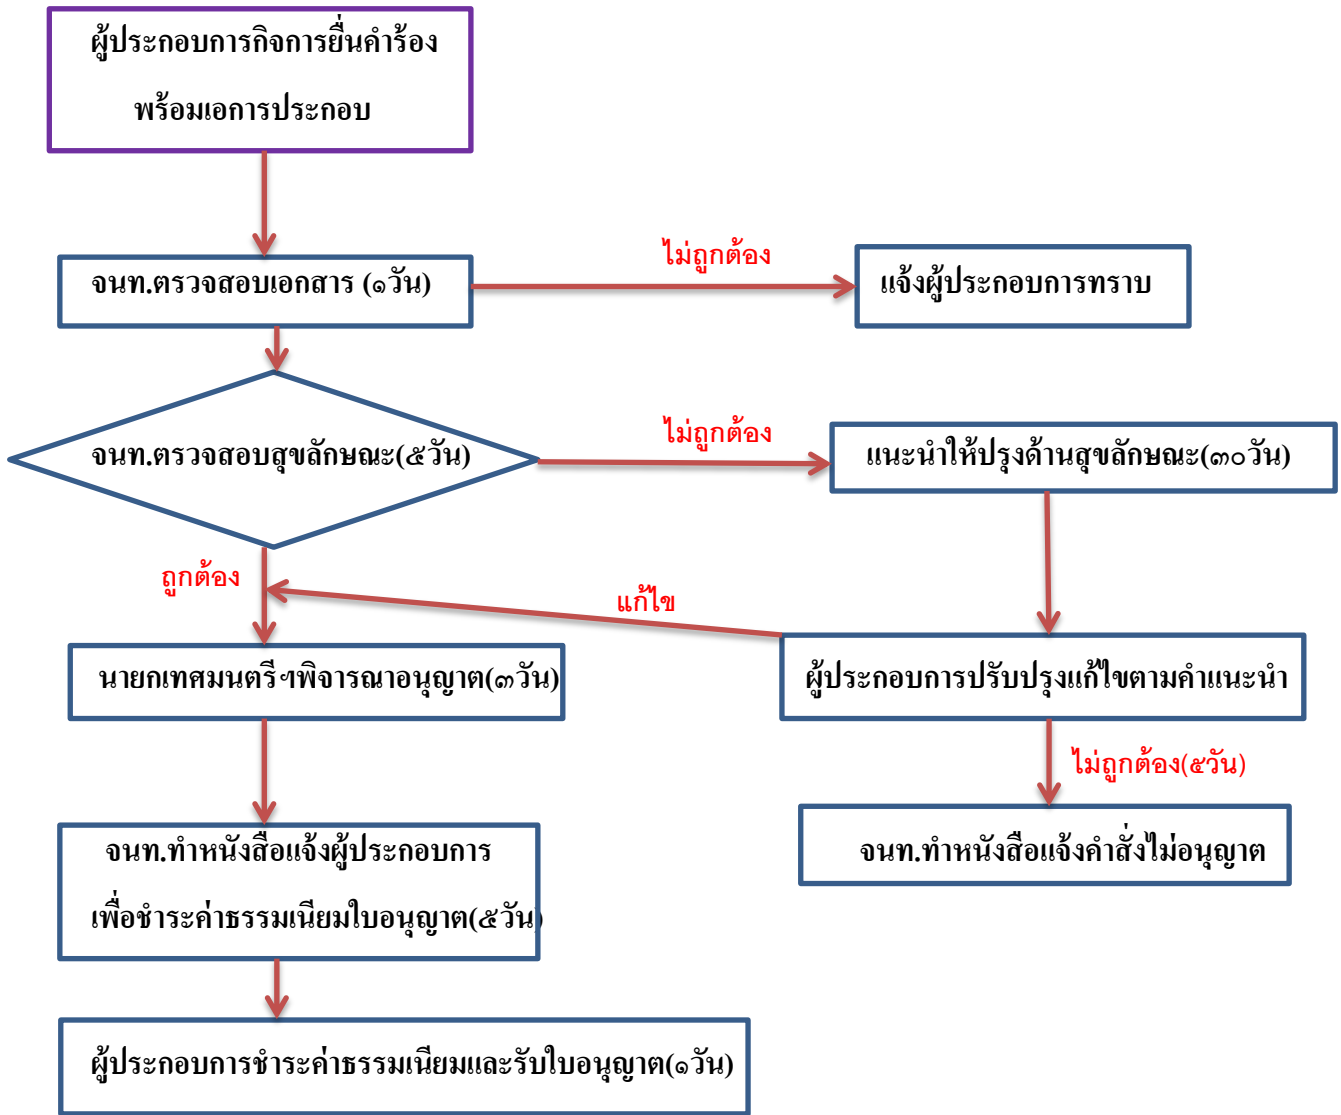 ผู้ประกอบการกิจการยื่นคำร้อง
พร้อมเอการประกอบ
ไม่ถูกต้อง
จนท.ตรวจสอบเอกสาร (๑วัน)
แจ้งผู้ประกอบการทราบ
ไม่ถูกต้อง
จนท.ตรวจสอบสุขลักษณะ(๕วัน)
แนะนำให้ปรุงด้านสุขลักษณะ(๓๐วัน)
ถูกต้อง
แก้ไข
นายกเทศมนตรีฯพิจารณาอนุญาต(๓วัน)
ผู้ประกอบการปรับปรุงแก้ไขตามคำแนะนำ
ไม่ถูกต้อง(๕วัน)
จนท.ทำหนังสือแจ้งผู้ประกอบการ
เพื่อชำระค่าธรรมเนียมใบอนุญาต(๕วัน)
จนท.ทำหนังสือแจ้งคำสั่งไม่อนุญาต
ผู้ประกอบการชำระค่าธรรมเนียมและรับใบอนุญาต(๑วัน)